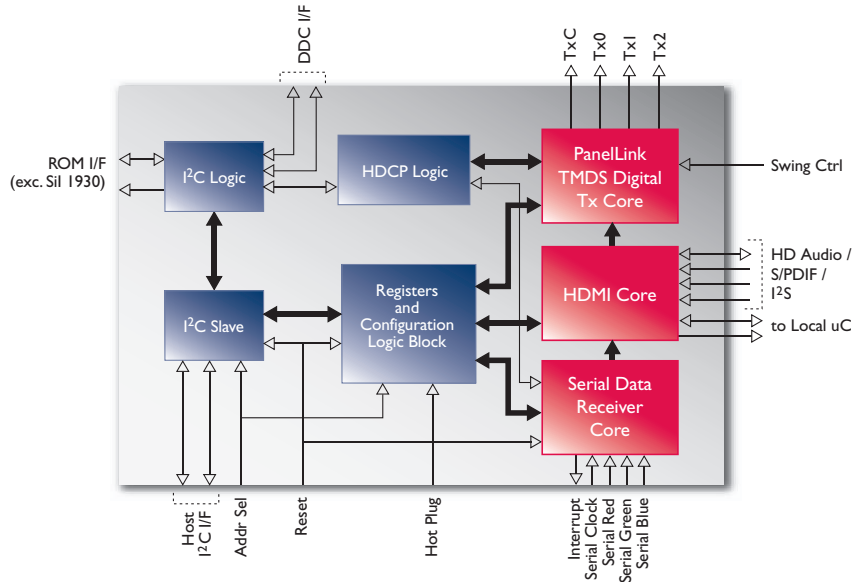 DDC I/F
TxC
Tx0
Tx1
Tx2
ROM I/F
(exc. SiI 1930)
I²C Logic
HDCP Logic
PanelLink
TMDS Digital
Tx Core
Swing Ctrl
HD Audio /
S/PDIF /
I²S
HDMI Core
to Local uC
I²C Slave
Registers
and
Configuration
Logic Block
Serial Data
Receiver
Core
Host
I²C I/F
Addr Sel
Reset
Hot Plug
Interrupt
Serial Clock
Serial Red
Serial Green
Serial Blue